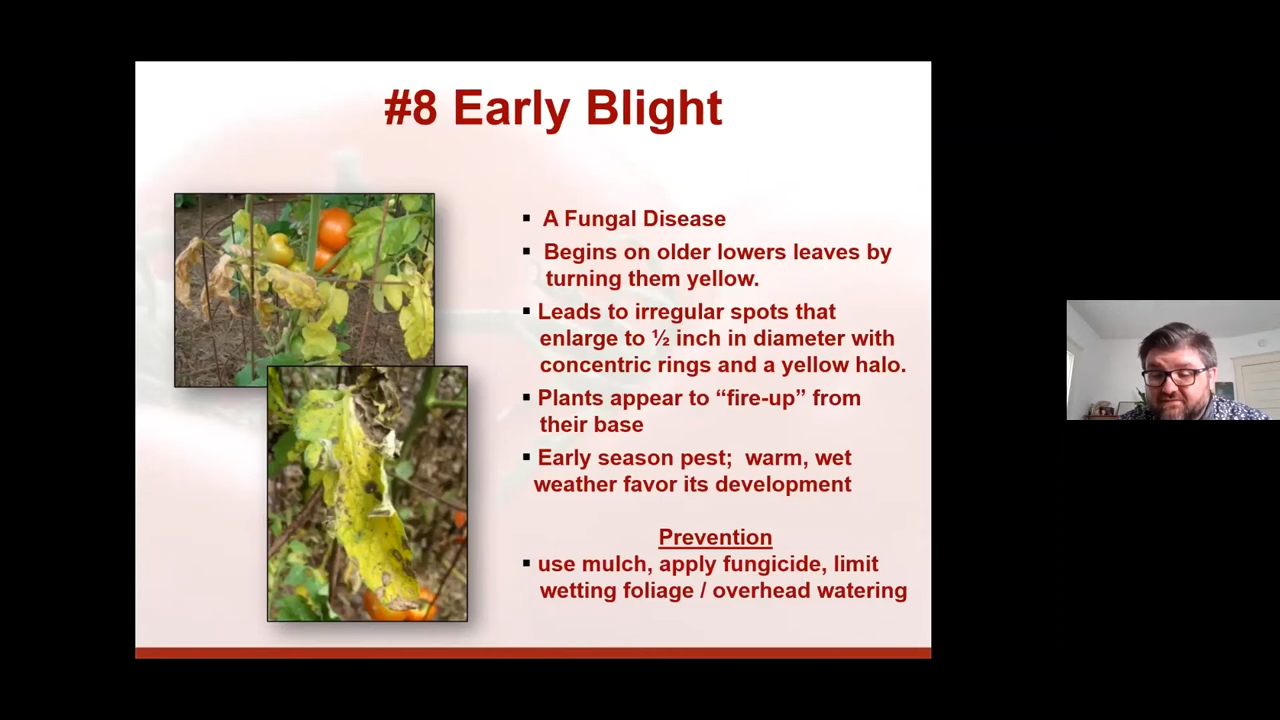 #8 Early Blight
▪ A Fungal Disease
▪ Begins on older lowers leaves by
turning them yellow.
▪ Leads to irregular spots that
enlarge to ½ inch in diameter with
concentric rings and a yellow halo.
▪ Plants appear to “fire-up” from
their base
▪ Early season pest;  warm, wet
weather favor its development
Prevention
▪ use mulch, apply fungicide, limit
wetting foliage / overhead watering